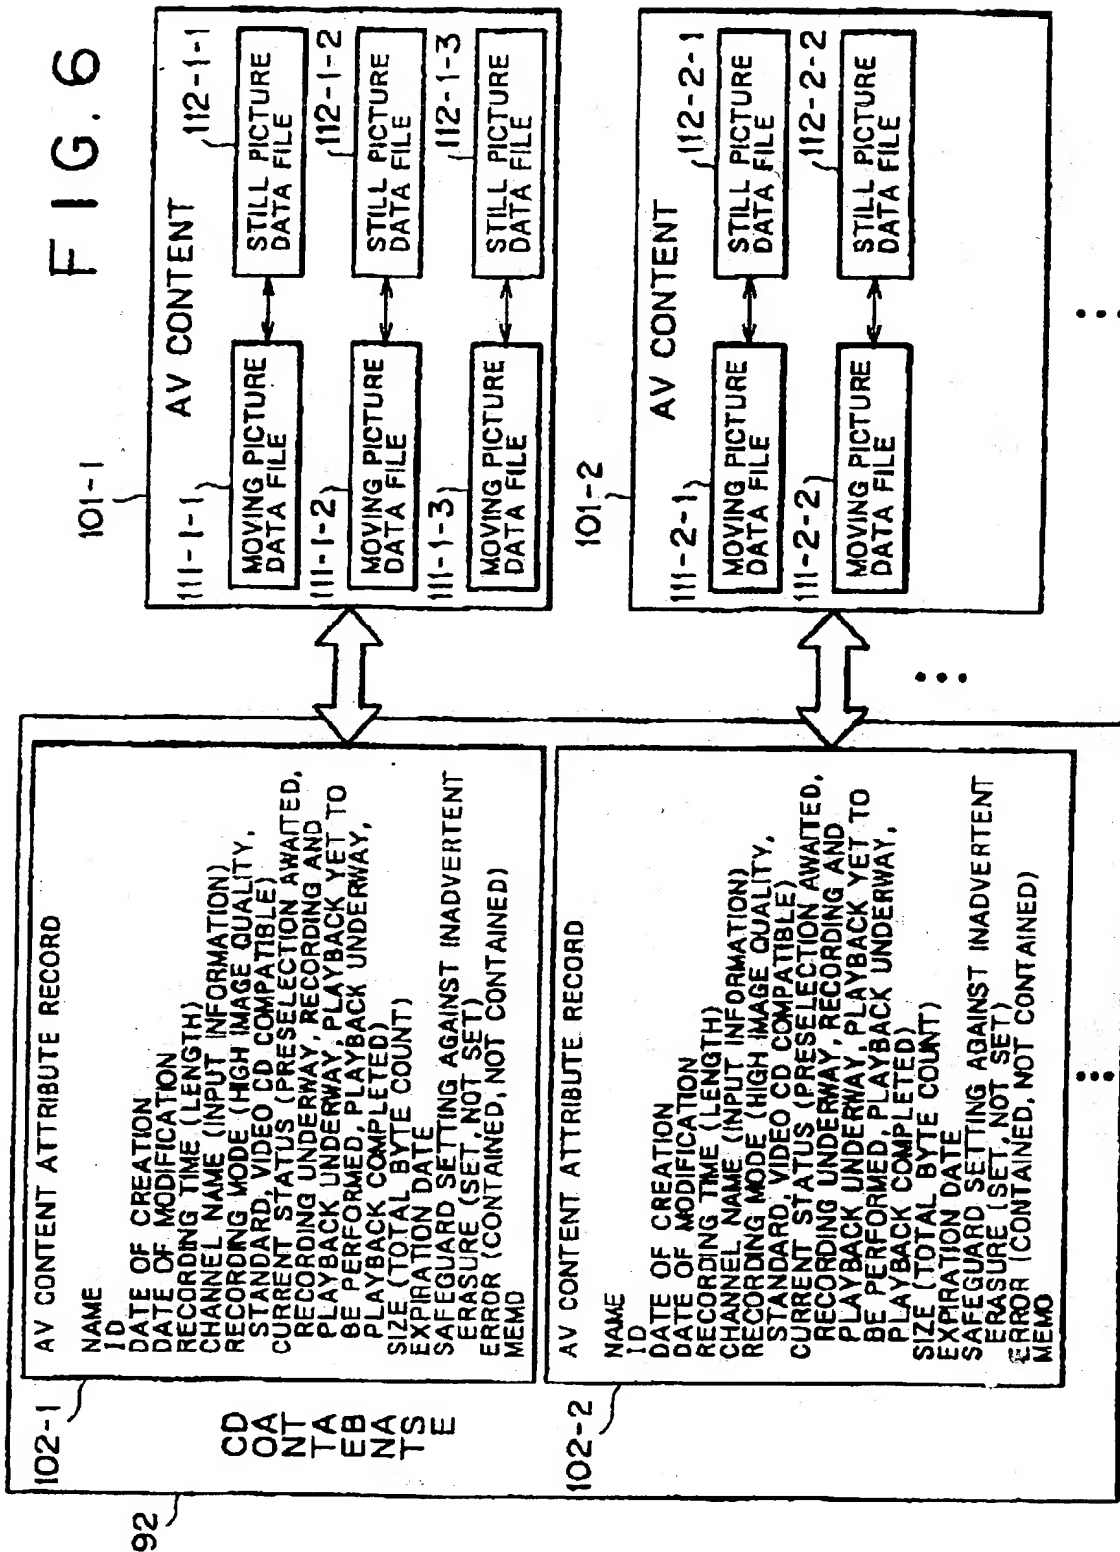 FIG. 6
92
CD
OA
NT
TA
EB
NA
TS
E
102-1
AV CONTENT ATTRIBUTE RECORD
NAME
ID
DATE OF CREATION
DATE OF MODIFICATION
RECORDING TIME (LENGTH)
CHANNEL NAME (INPUT INFORMATION)
RECORDING MODE (HIGH IMAGE QUALITY,
STANDARD, VIDEO CD COMPATIBLE)
CURRENT STATUS (PRESELECTION AWAITED,
RECORDING UNDERWAY, RECORDING AND
PLAYBACK UNDERWAY, PLAYBACK YET TO
BE PERFORMED, PLAYBACK UNDERWAY,
PLAYBACK COMPLETED)
SIZE (TOTAL BYTE COUNT)
EXPIRATION DATE
SAFEGUARD SETTING AGAINST INADVERTENT
ERASURE (SET, NOT SET)
ERROR (CONTAINED, NOT CONTAINED)
MEMO
102-2
AV CONTENT ATTRIBUTE RECORD
NAME
ID
DATE OF CREATION
DATE OF MODIFICATION
RECORDING TIME (LENGTH)
CHANNEL NAME (INPUT INFORMATION)
RECORDING MODE (HIGH IMAGE QUALITY,
STANDARD, VIDEO CD COMPATIBLE)
CURRENT STATUS (PRESELECTION AWAITED,
RECORDING UNDERWAY, RECORDING AND
PLAYBACK UNDERWAY, PLAYBACK YET TO
BE PERFORMED, PLAYBACK UNDERWAY,
PLAYBACK COMPLETED)
SIZE (TOTAL BYTE COUNT)
EXPIRATION DATE
SAFEGUARD SETTING AGAINST INADVERTENT
ERASURE (SET, NOT SET)
ERROR (CONTAINED, NOT CONTAINED)
MEMO
101-1
AV CONTENT
111-1-1
MOVING PICTURE
DATA FILE
112-1-1
STILL PICTURE
DATA FILE
111-1-2
MOVING PICTURE
DATA FILE
112-1-2
STILL PICTURE
DATA FILE
111-1-3
MOVING PICTURE
DATA FILE
112-1-3
STILL PICTURE
DATA FILE
101-2
AV CONTENT
111-2-1
MOVING PICTURE
DATA FILE
112-2-1
STILL PICTURE
DATA FILE
111-2-2
MOVING PICTURE
DATA FILE
112-2-2
STILL PICTURE
DATA FILE